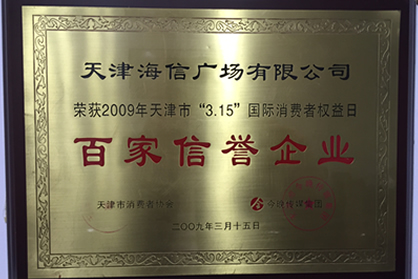 天津海信广场有限公司
荣获2009年天津市“3.15”国际消费者权益日
百家信誉企业
天津市消费者协会 今晚传媒集团
二〇〇九年三月十五日